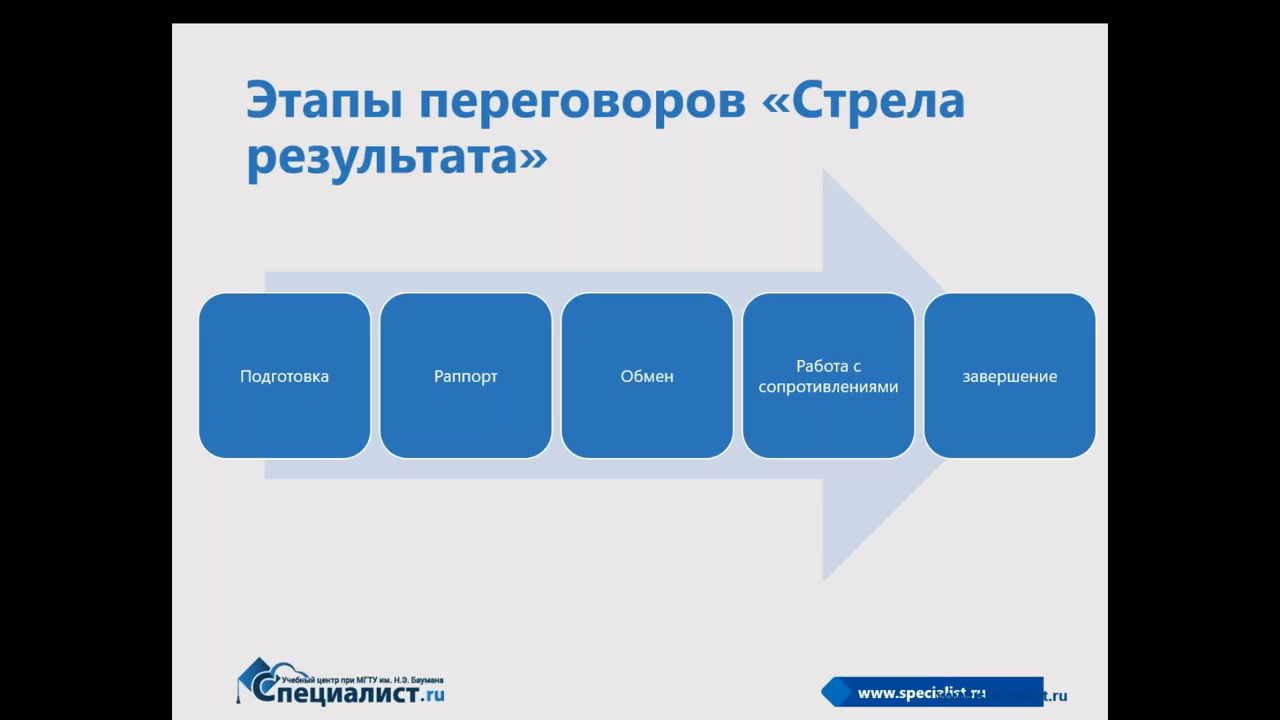 Этапы переговоров «Стрела
результата»
Подготовка
Раппорт
Обмен
Работа с
сопротивлениями
завершение
Учебный центр при МГТУ им. Н.Э. Баумана
Специалист.ru
www.specialist.ru